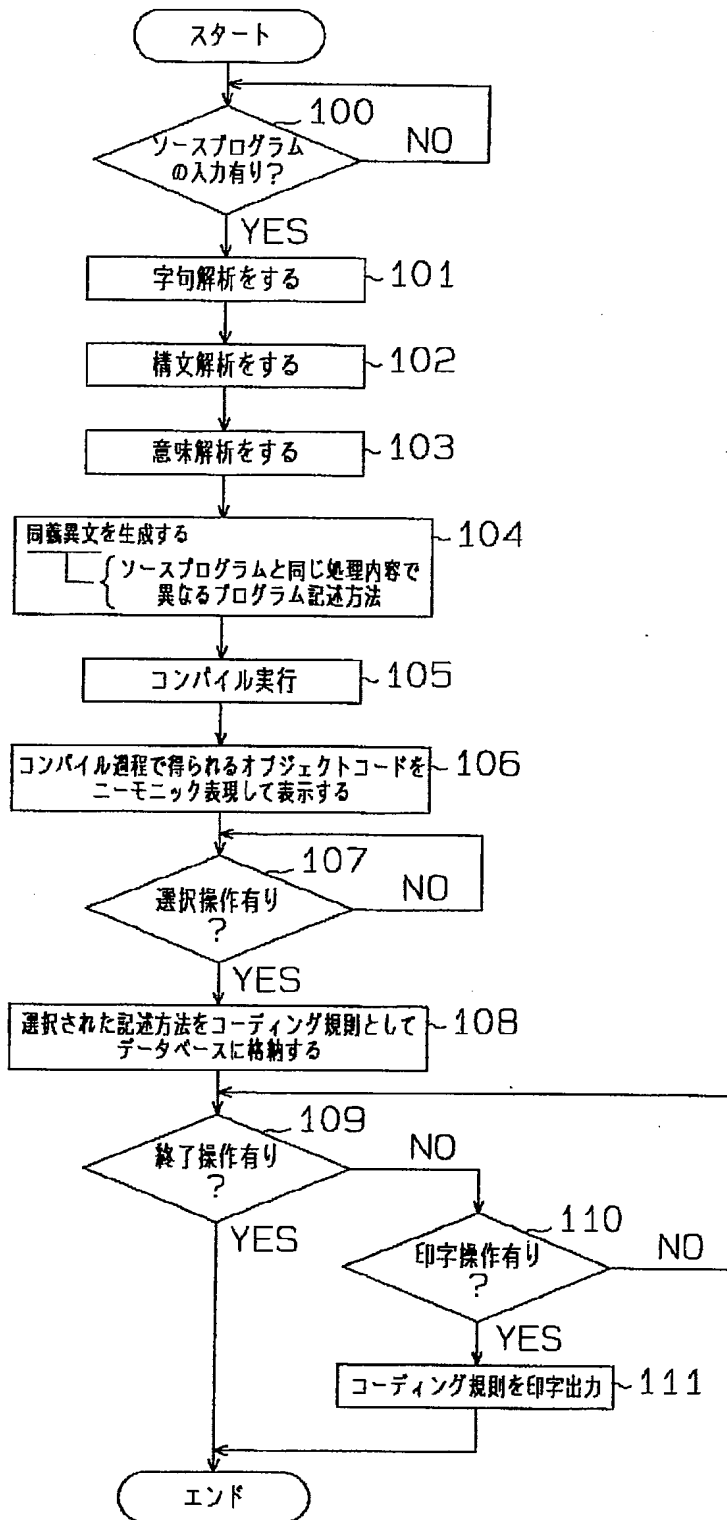 スタート
100
ソースプログラム
の入力有り?
NO
YES
字句解析をする
101
構文解析をする
102
意味解析をする
103
同義異文を生成する
ソースプログラムと同じ処理内容で
異なるプログラム記述方法
104
コンパイル実行
105
コンパイル過程で得られるオブジェクトコードを
ニーモニック表現して表示する
106
107
選択操作有り
?
NO
YES
選択された記述方法をコーディング規則として
データベースに格納する
108
109
終了操作有り
?
NO
YES
110
印字操作有り
?
NO
YES
コーディング規則を印字出力
111
エンド